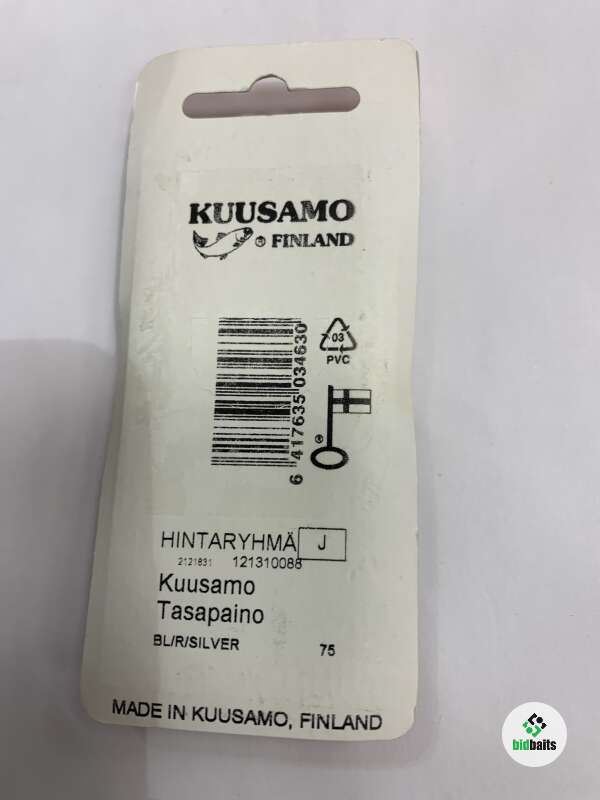 KUUSAMO
® FINLAND
6 417635 034630
03
PVC
®
HINTARYHMÄ J
2121831 121310088
Kuusamo
Tasapaino
BL/R/SILVER 75
MADE IN KUUSAMO, FINLAND
bidbaits